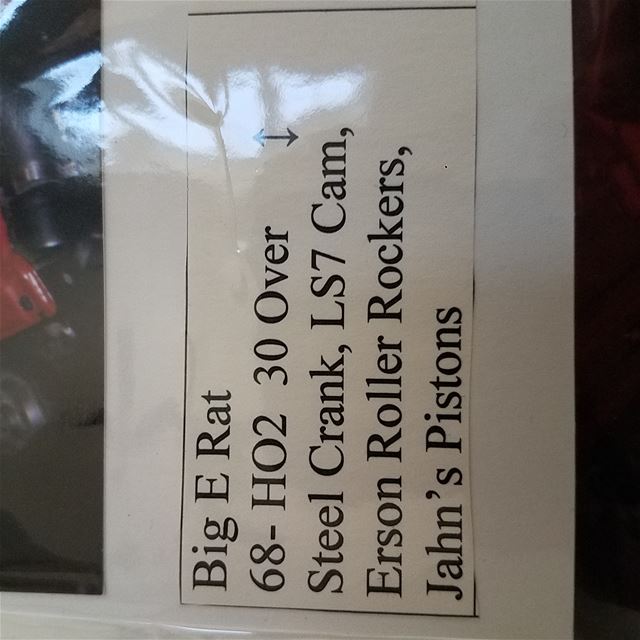 Big E Rat
68- HO2 30 Over ↓
Steel Crank, LS7 Cam,
Erson Roller Rockers,
Jahn's Pistons